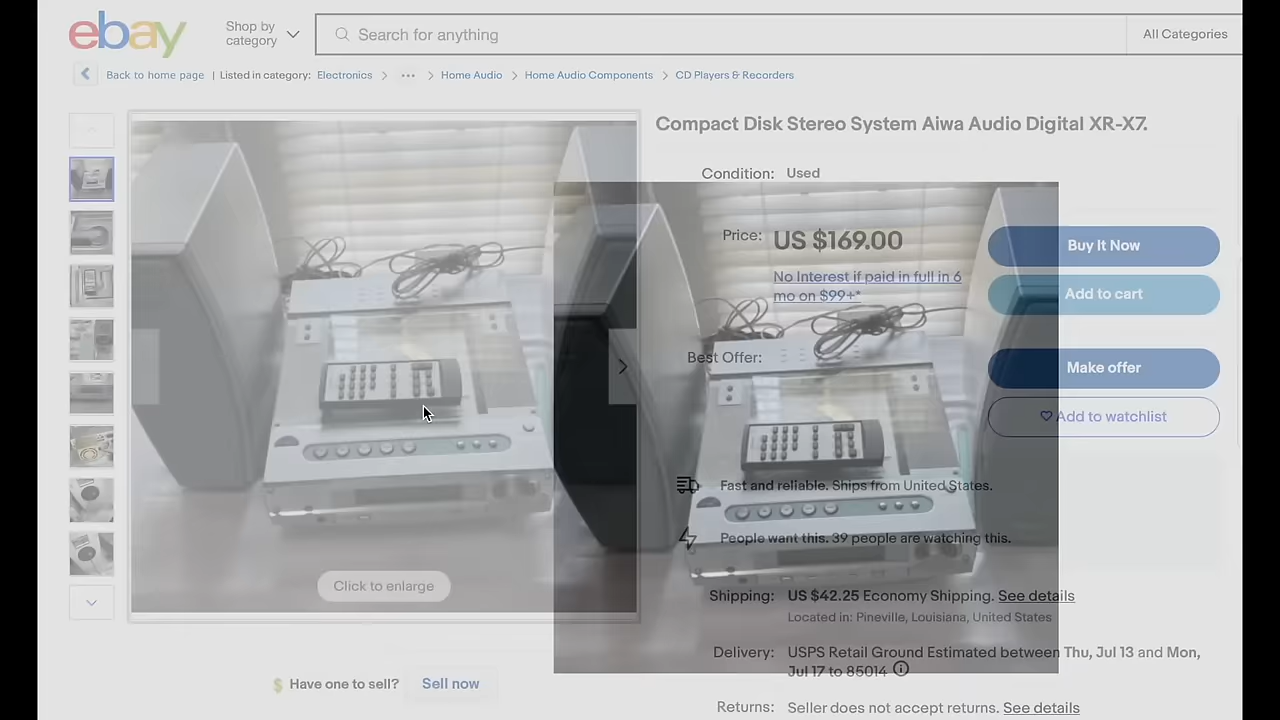 ebay
Shop by
category
Search for anything
All Categories
Back to home page | Listed in category: Electronics > ... > Home Audio > Home Audio Components > CD Players & Recorders
Compact Disk Stereo System Aiwa Audio Digital XR-X7.
Condition: Used
Price: US $169.00
No Interest if paid in full in 6
mo on $99+*
Buy It Now
Add to cart
Best Offer:
Make offer
Add to watchlist
Fast and reliable. Ships from United States.
People want this. 39 people are watching this.
Click to enlarge
Shipping: US $42.25 Economy Shipping. See details
Located in: Pineville, Louisiana, United States
Delivery: USPS Retail Ground Estimated between Thu, Jul 13 and Mon,
Jul 17 to 85014
$ Have one to sell? Sell now
Returns: Seller does not accept returns. See details